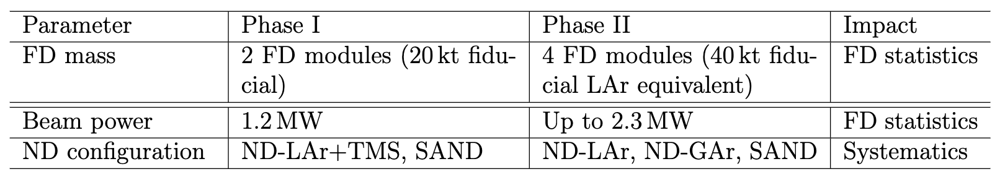 Parameter Phase I Phase II Impact
FD mass 2 FD modules (20 kt fidu- 4 FD modules (40 kt fidu- FD statistics
cial) cial LAr equivalent)
Beam power 1.2 MW Up to 2.3 MW FD statistics
ND configuration ND-LAr+TMS, SAND ND-LAr, ND-GAr, SAND Systematics